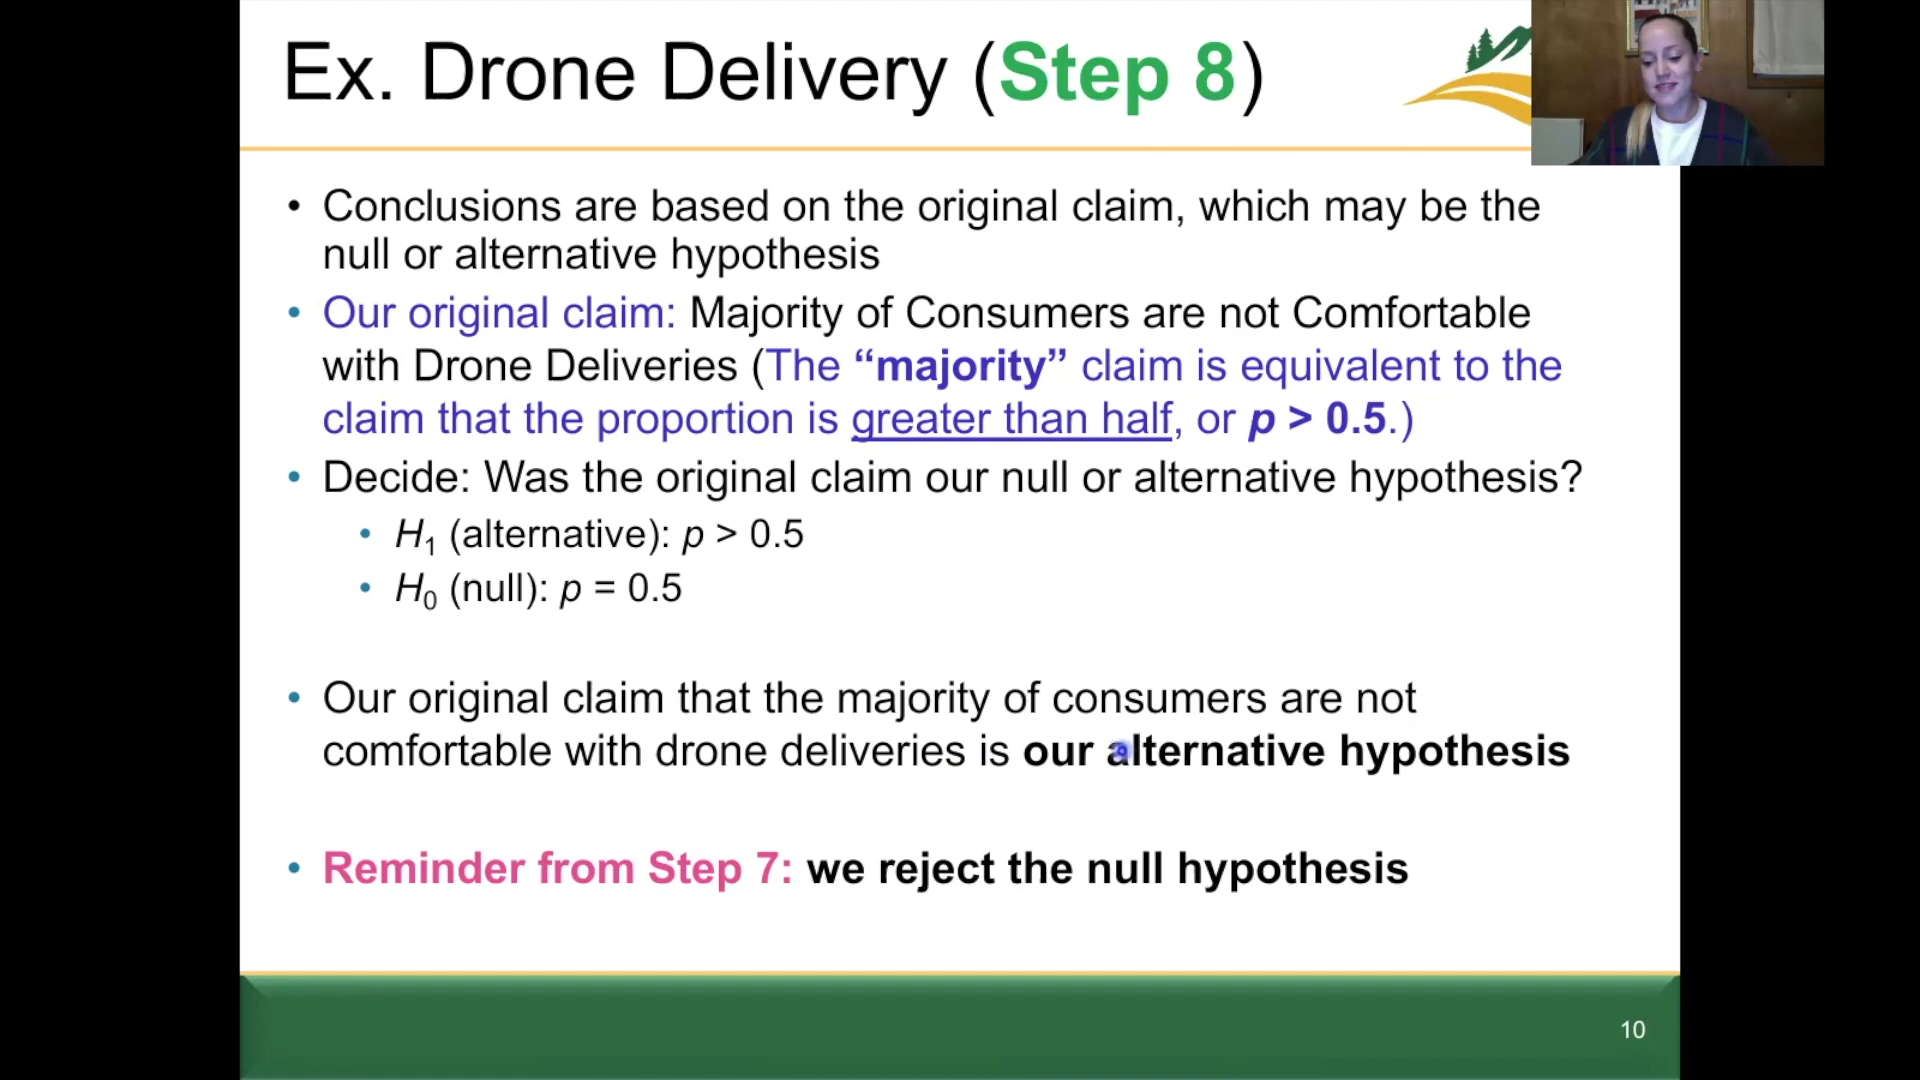 Ex. Drone Delivery (Step 8)
• Conclusions are based on the original claim, which may be the
null or alternative hypothesis
• Our original claim: Majority of Consumers are not Comfortable
with Drone Deliveries (The “majority” claim is equivalent to the
claim that the proportion is greater than half, or p > 0.5.)
• Decide: Was the original claim our null or alternative hypothesis?
• H₁ (alternative): p > 0.5
• H₀ (null): p = 0.5
• Our original claim that the majority of consumers are not
comfortable with drone deliveries is our alternative hypothesis
• Reminder from Step 7: we reject the null hypothesis
10